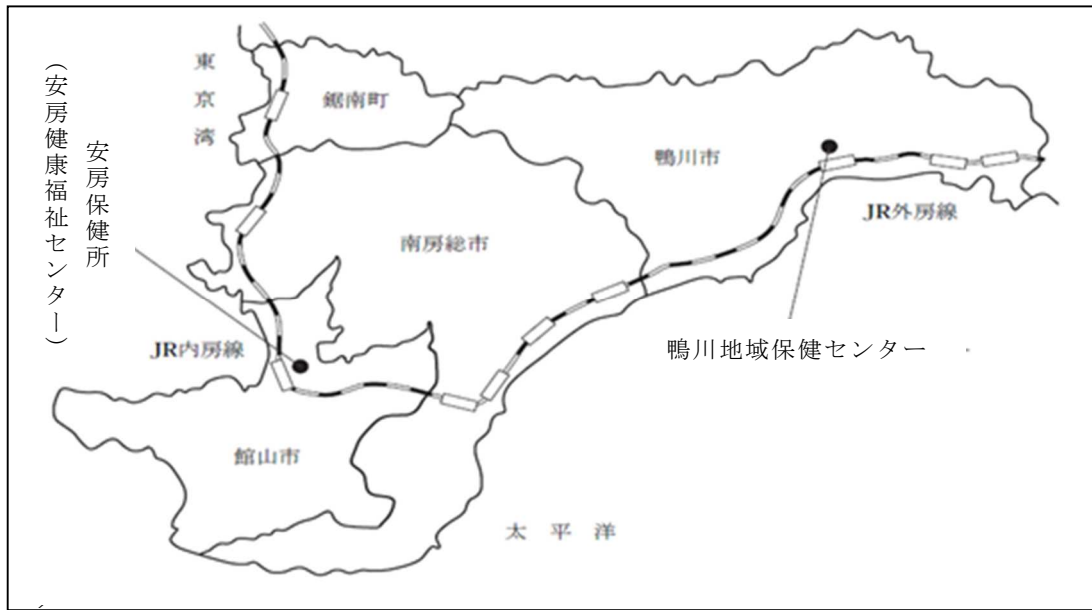 安房保健所
(安房健康福祉センター)
東京湾
鋸南町
鴨川市
JR外房線
南房総市
JR内房線
鴨川地域保健センター
館山市
太平洋